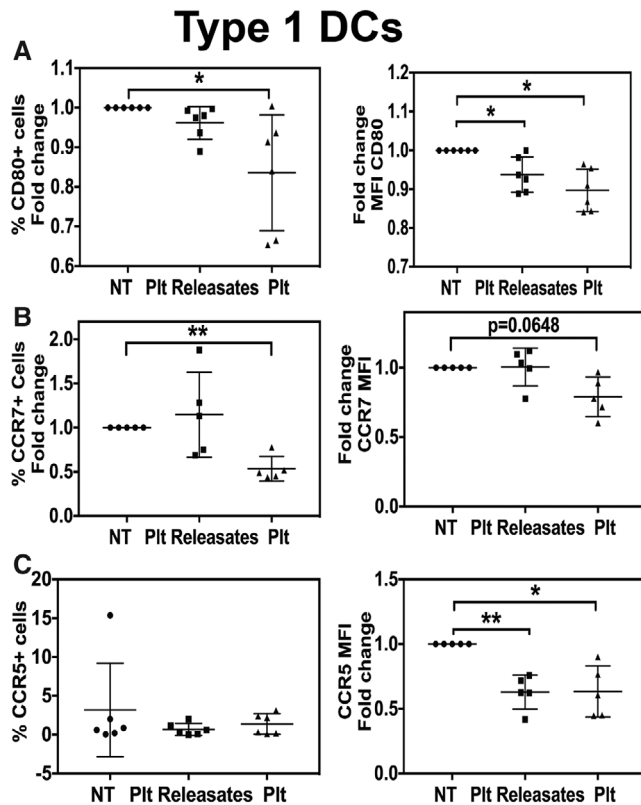 Type 1 DCs
A
% CD80+ cells
Fold change
1.1
1.0
0.9
0.8
0.7
0.6
*
NT Plt Releasates Plt
Fold change
MFI CD80
1.2
1.1
1.0
0.9
0.8
0.7
*
*
NT Plt Releasates Plt
B
% CCR7+ Cells
Fold change
2.0
1.5
1.0
0.5
0.0
**
NT Plt Releasates Plt
Fold change
CCR7 MFI
1.0
0.5
0.0
p=0.0648
NT Plt Releasates Plt
C
% CCR5+ cells
20
15
10
5
0
-5
NT Plt Releasates Plt
CCR5 MFI
Fold change
1.5
1.0
0.5
0.0
*
**
NT Plt Releasates Plt